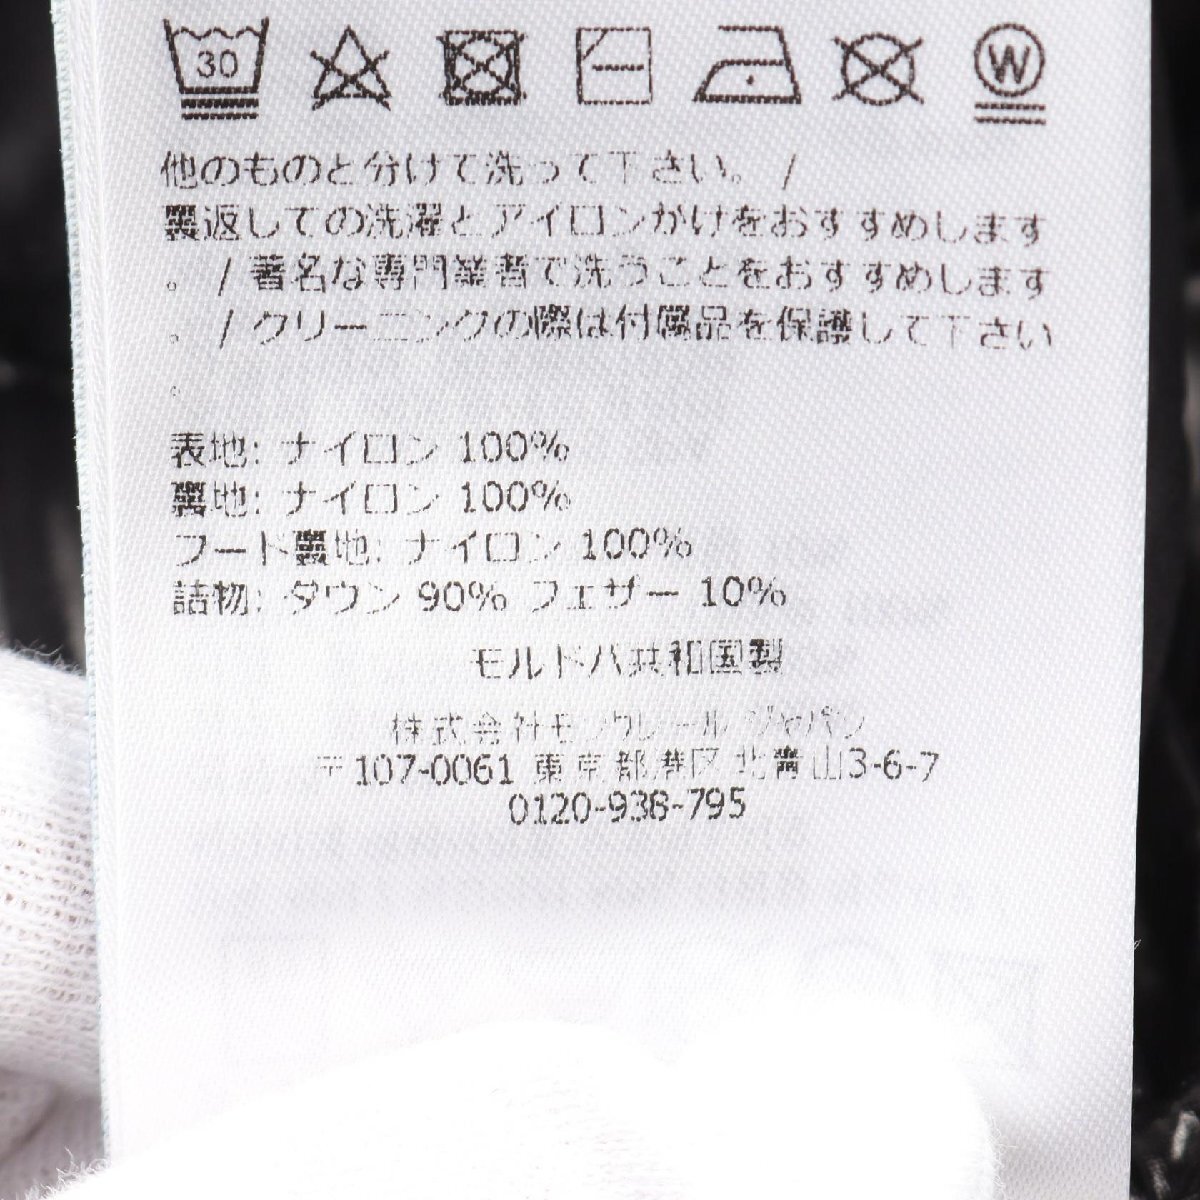 30 W
他のものと分けて洗って下さい。 /
裏返しての洗濯とアイロンかけをおすすめします
。 / 著名な専門業者で洗うことをおすすめします
。 / クリーニングの際は付属品を保護して下さい
。
表地: ナイロン 100%
裏地: ナイロン 100%
フード裏地: ナイロン 100%
詰物: ダウン 90% フェザー 10%
モルドバ共和国製
株式会社モンクレール ジャパン
〒107-0061 東京都港区 北青山3-6-7
0120-938-795